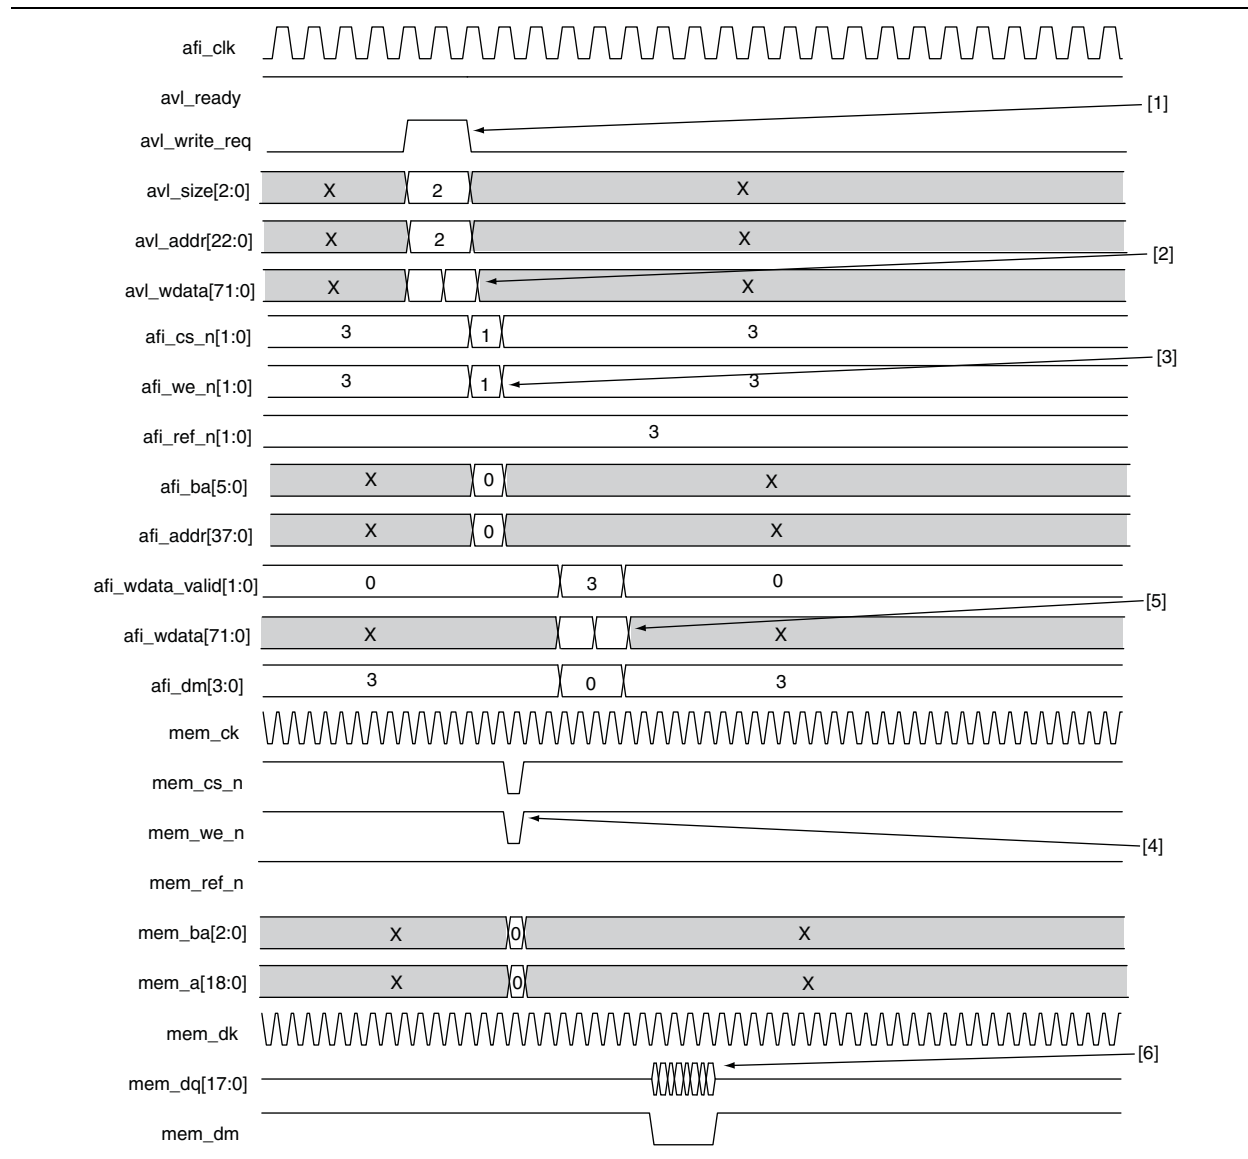 afi_clk
avl_ready
[1]
avl_write_req
avl_size[2:0] X 2 X
avl_addr[22:0] X 2 X
[2]
avl_wdata[71:0] X X
afi_cs_n[1:0] 3 1 3
[3]
afi_we_n[1:0] 3 1 3
afi_ref_n[1:0] 3
afi_ba[5:0] X 0 X
afi_addr[37:0] X 0 X
afi_wdata_valid[1:0] 0 3 0
[5]
afi_wdata[71:0] X X
afi_dm[3:0] 3 0 3
mem_ck
mem_cs_n
mem_we_n
[4]
mem_ref_n
mem_ba[2:0] X 0 X
mem_a[18:0] X 0 X
mem_dk
[6]
mem_dq[17:0]
mem_dm